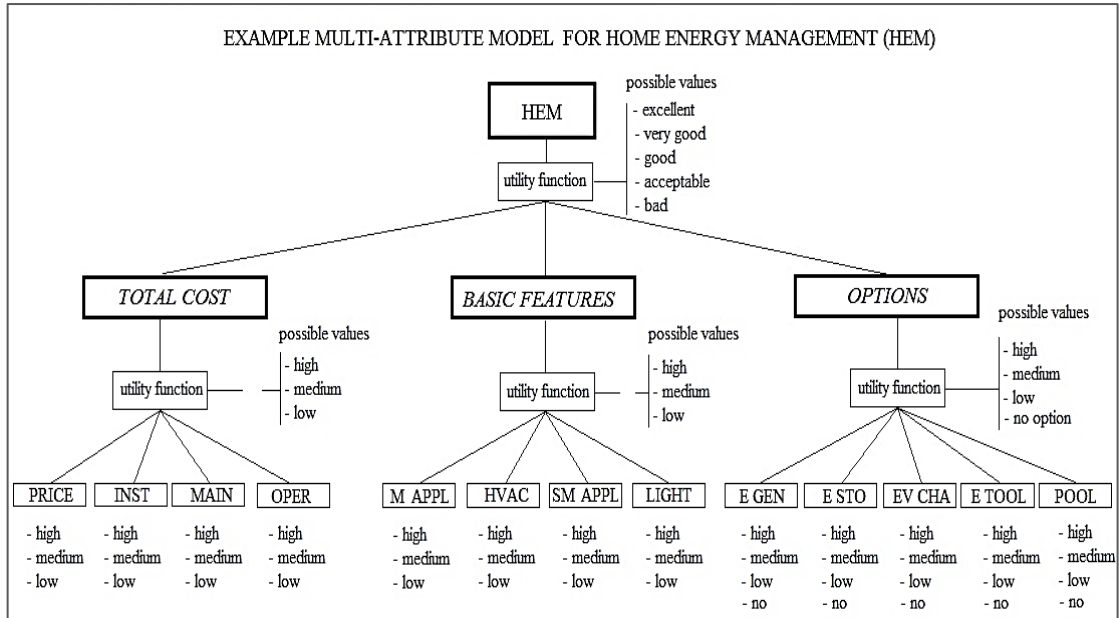 EXAMPLE MULTI-ATTRIBUTE MODEL FOR HOME ENERGY MANAGEMENT (HEM)
HEM
possible values
- excellent
- very good
- good
- acceptable
- bad
utility function
TOTAL COST
possible values
- high
- medium
- low
utility function
BASIC FEATURES
possible values
- high
- medium
- low
utility function
OPTIONS
possible values
- high
- medium
- low
- no option
utility function
PRICE
- high
- medium
- low
INST
- high
- medium
- low
MAIN
- high
- medium
- low
OPER
- high
- medium
- low
M APPL
- high
- medium
- low
HVAC
- high
- medium
- low
SM APPL
- high
- medium
- low
LIGHT
- high
- medium
- low
E GEN
- high
- medium
- low
- no
E STO
- high
- medium
- low
- no
EV CHA
- high
- medium
- low
- no
E TOOL
- high
- medium
- low
- no
POOL
- high
- medium
- low
- no